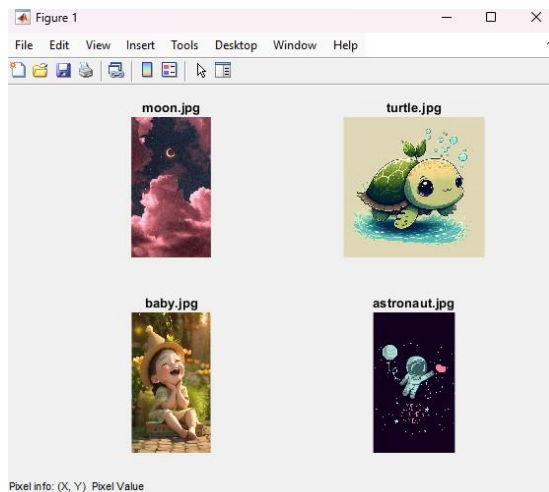 Figure 1
File Edit View Insert Tools Desktop Window Help
moon.jpg turtle.jpg
baby.jpg astronaut.jpg
Pixel info: (X, Y) Pixel Value